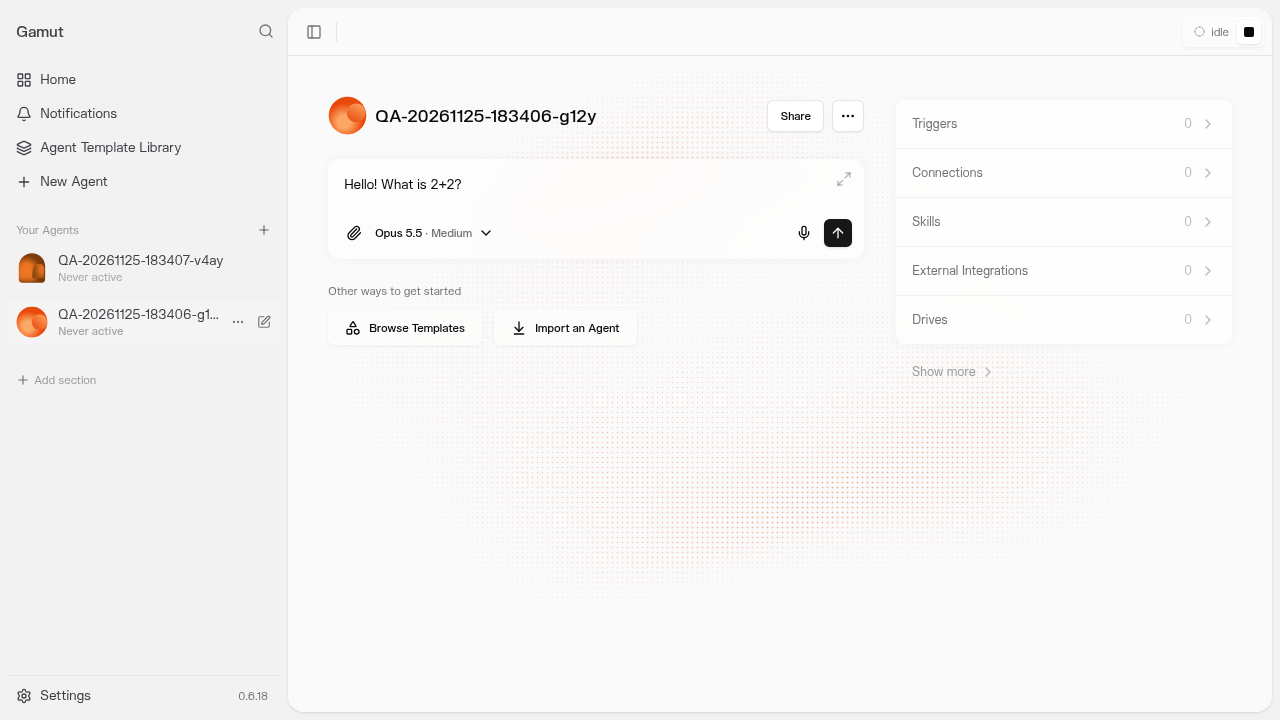 Gamut
Home
Notifications
Agent Template Library
New Agent
Your Agents
QA-20261125-183407-v4ay
Never active
QA-20261125-183406-g1...
Never active
Add section
Settings
0.6.18
idle
QA-20261125-183406-g12y
Share
Hello! What is 2+2?
Opus 5.5 · Medium
Other ways to get started
Browse Templates
Import an Agent
Triggers 0
Connections 0
Skills 0
External Integrations 0
Drives 0
Show more